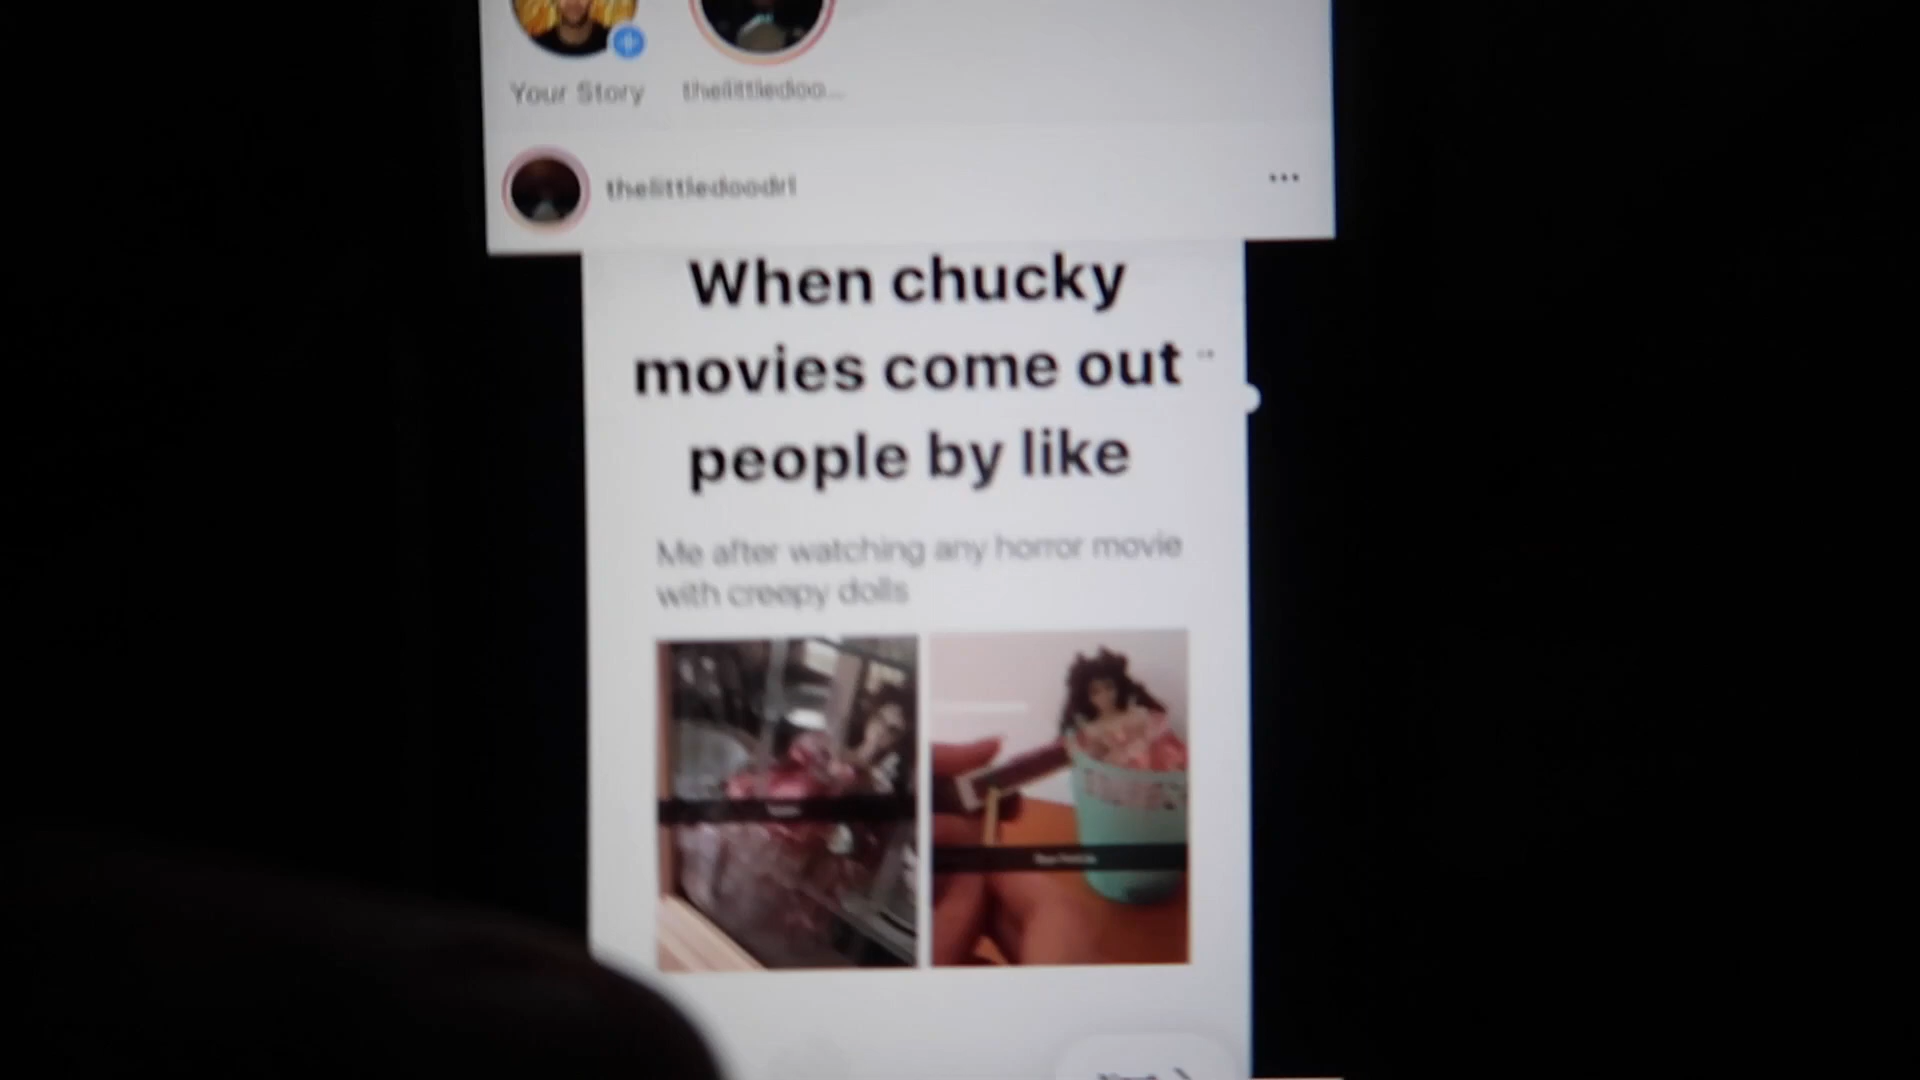 Your Story thelittledoo...
thelittledoodrl
When chucky
movies come out
people by like
Me after watching any horror movie
with creepy dolls